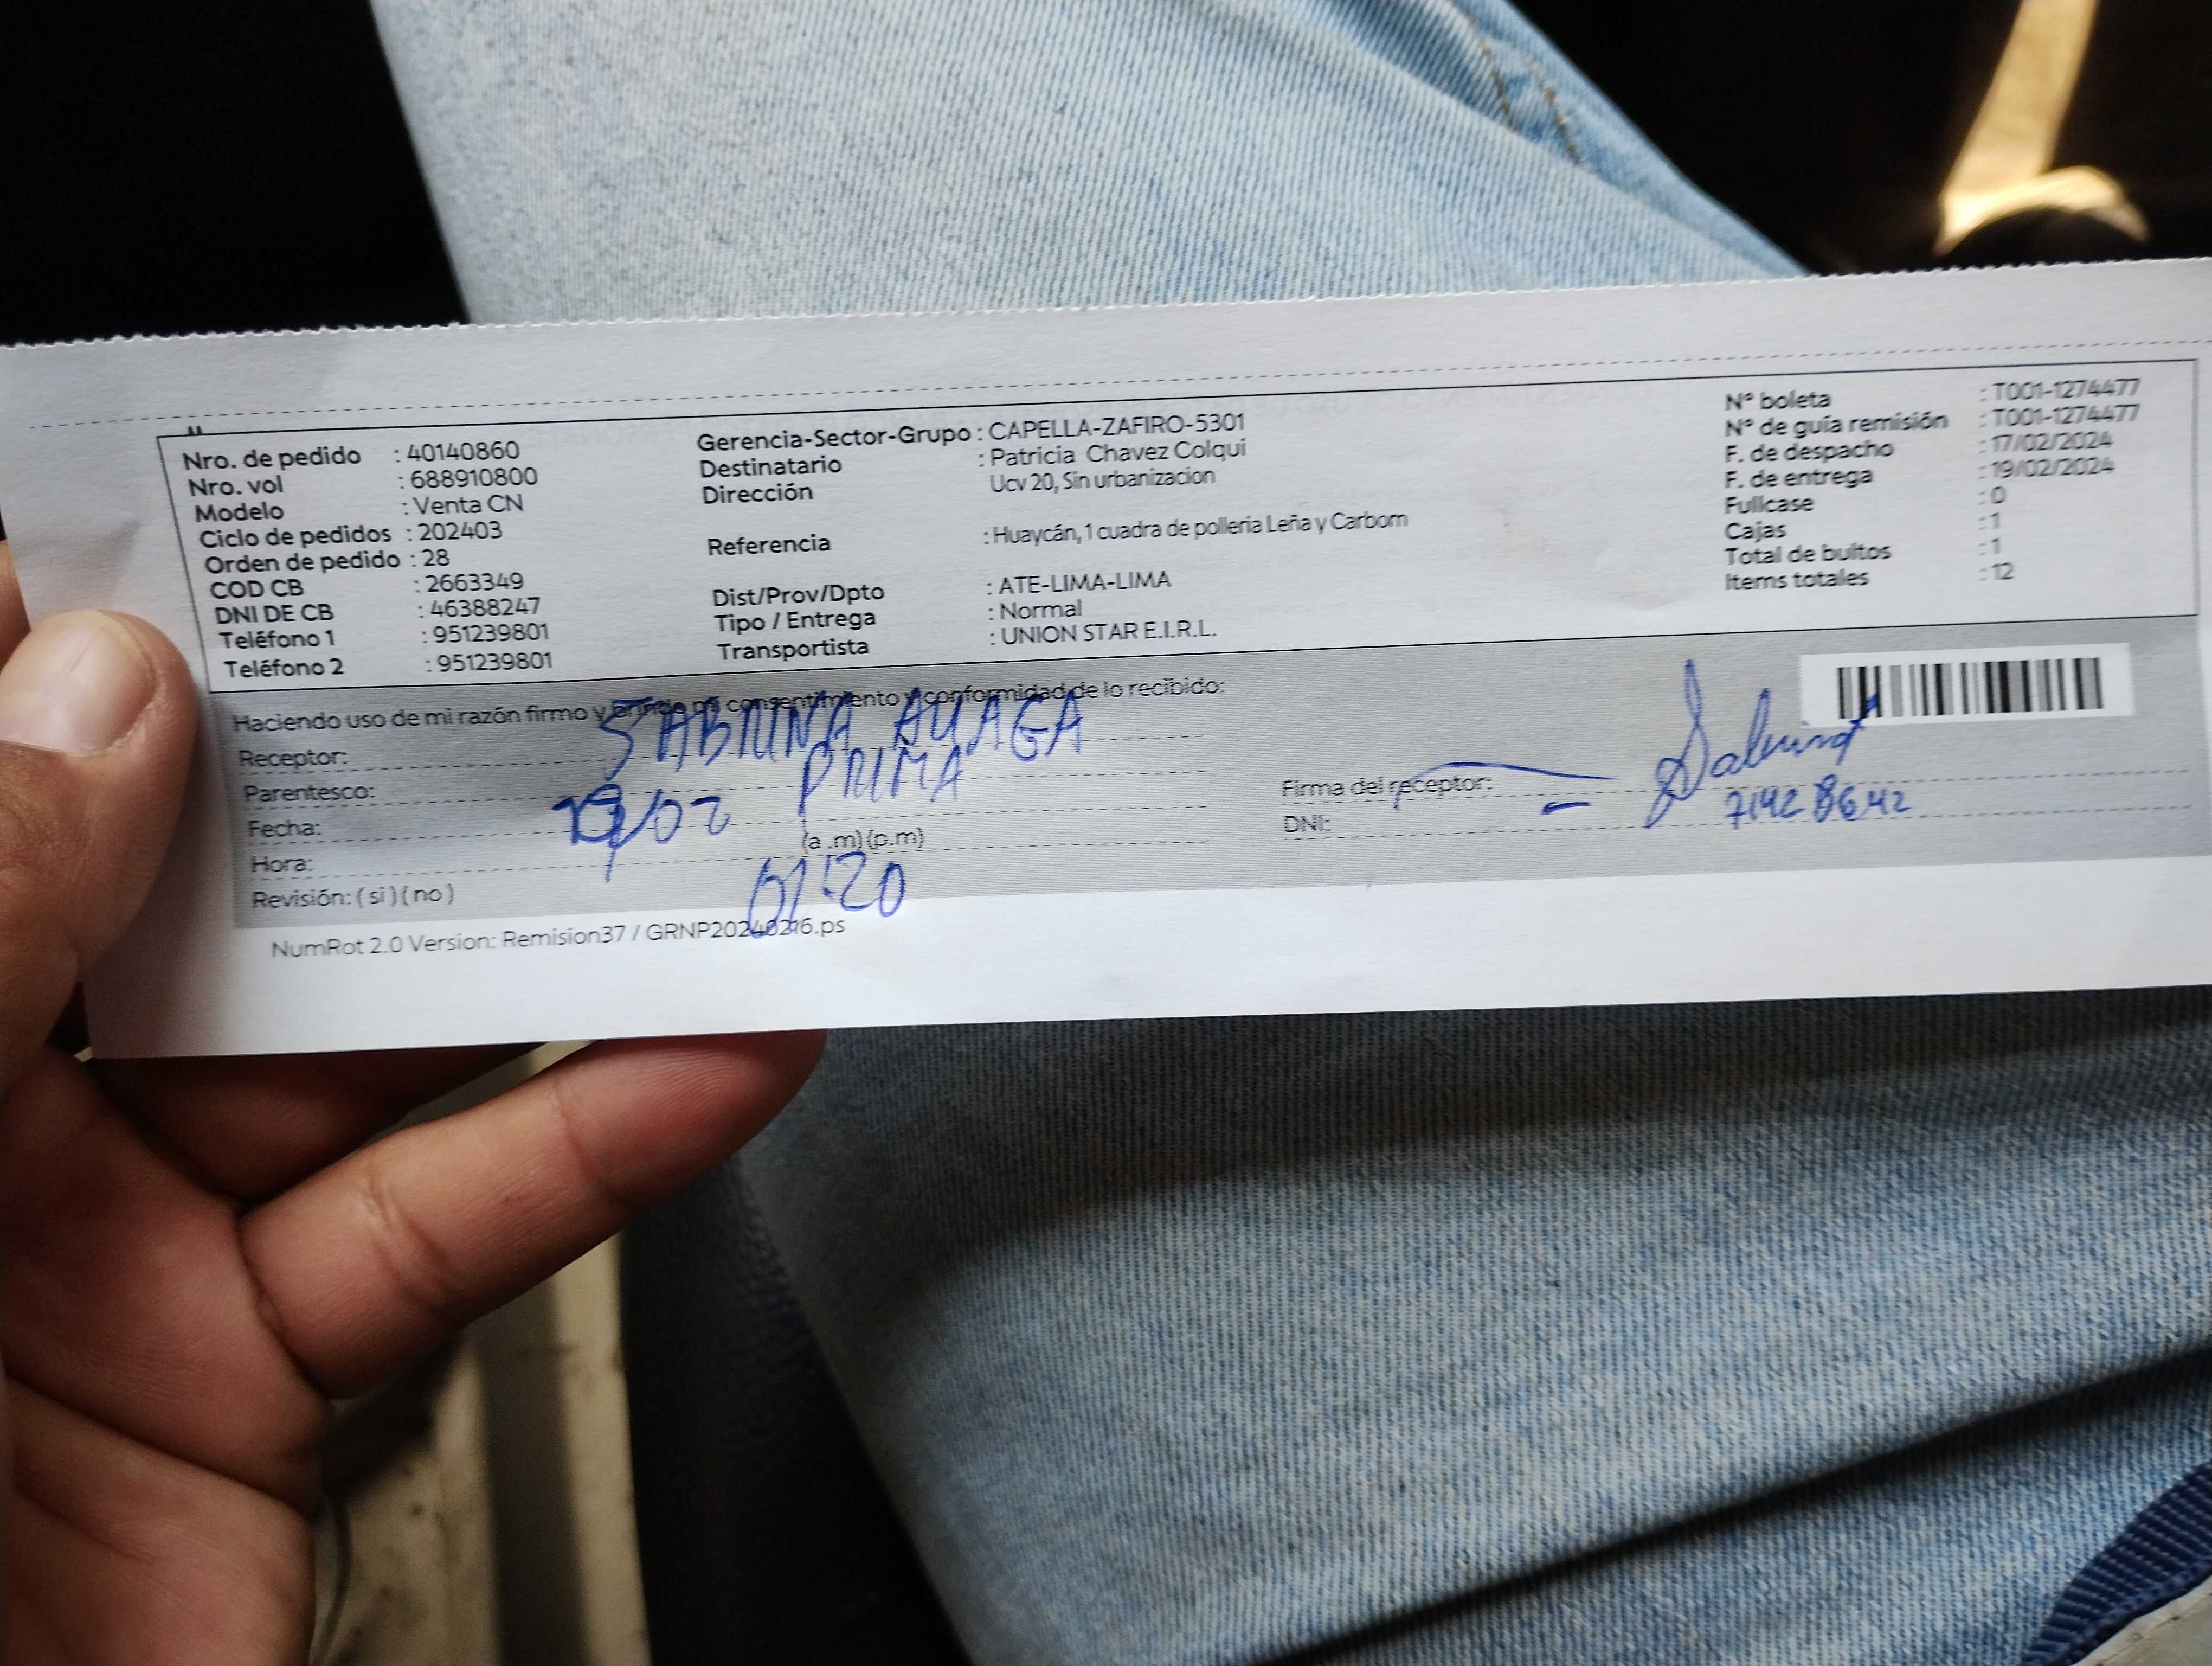 Nro. de pedido : 40140860
Nro. vol : 688910800
Modelo : Venta CN
Ciclo de pedidos : 202403
Orden de pedido : 28
COD CB : 2663349
DNI DE CB : 46388247
Teléfono 1 : 951239801
Teléfono 2 : 951239801
Gerencia-Sector-Grupo : CAPELLA-ZAFIRO-5301
Destinatario : Patricia Chavez Colqui
Dirección Ucv 20, Sin urbanizacion
Referencia : Huaycán, 1 cuadra de polleria Leña y Carborn
Dist/Prov/Dpto : ATE-LIMA-LIMA
Tipo / Entrega : Normal
Transportista : UNION STAR E.I.R.L.
N° boleta : T001-1274477
N° de guía remisión : T001-1274477
F. de despacho : 17/02/2024
F. de entrega : 19/02/2024
Fullcase : 0
Cajas : 1
Total de bultos : 1
Items totales : 12
Haciendo uso de mi razón firmo y brindo mi consentimiento y conformidad de lo recibido:
Receptor: SABRINA
Parentesco: PRIMA
Fecha: 19/02
Hora: (a .m) (p.m)
01:20
Revisión: ( si ) ( no )
Firma del receptor: Sabrina
DNI: 71428642
NumRot 2.0 Version: Remision37 / GRNP20240216.ps